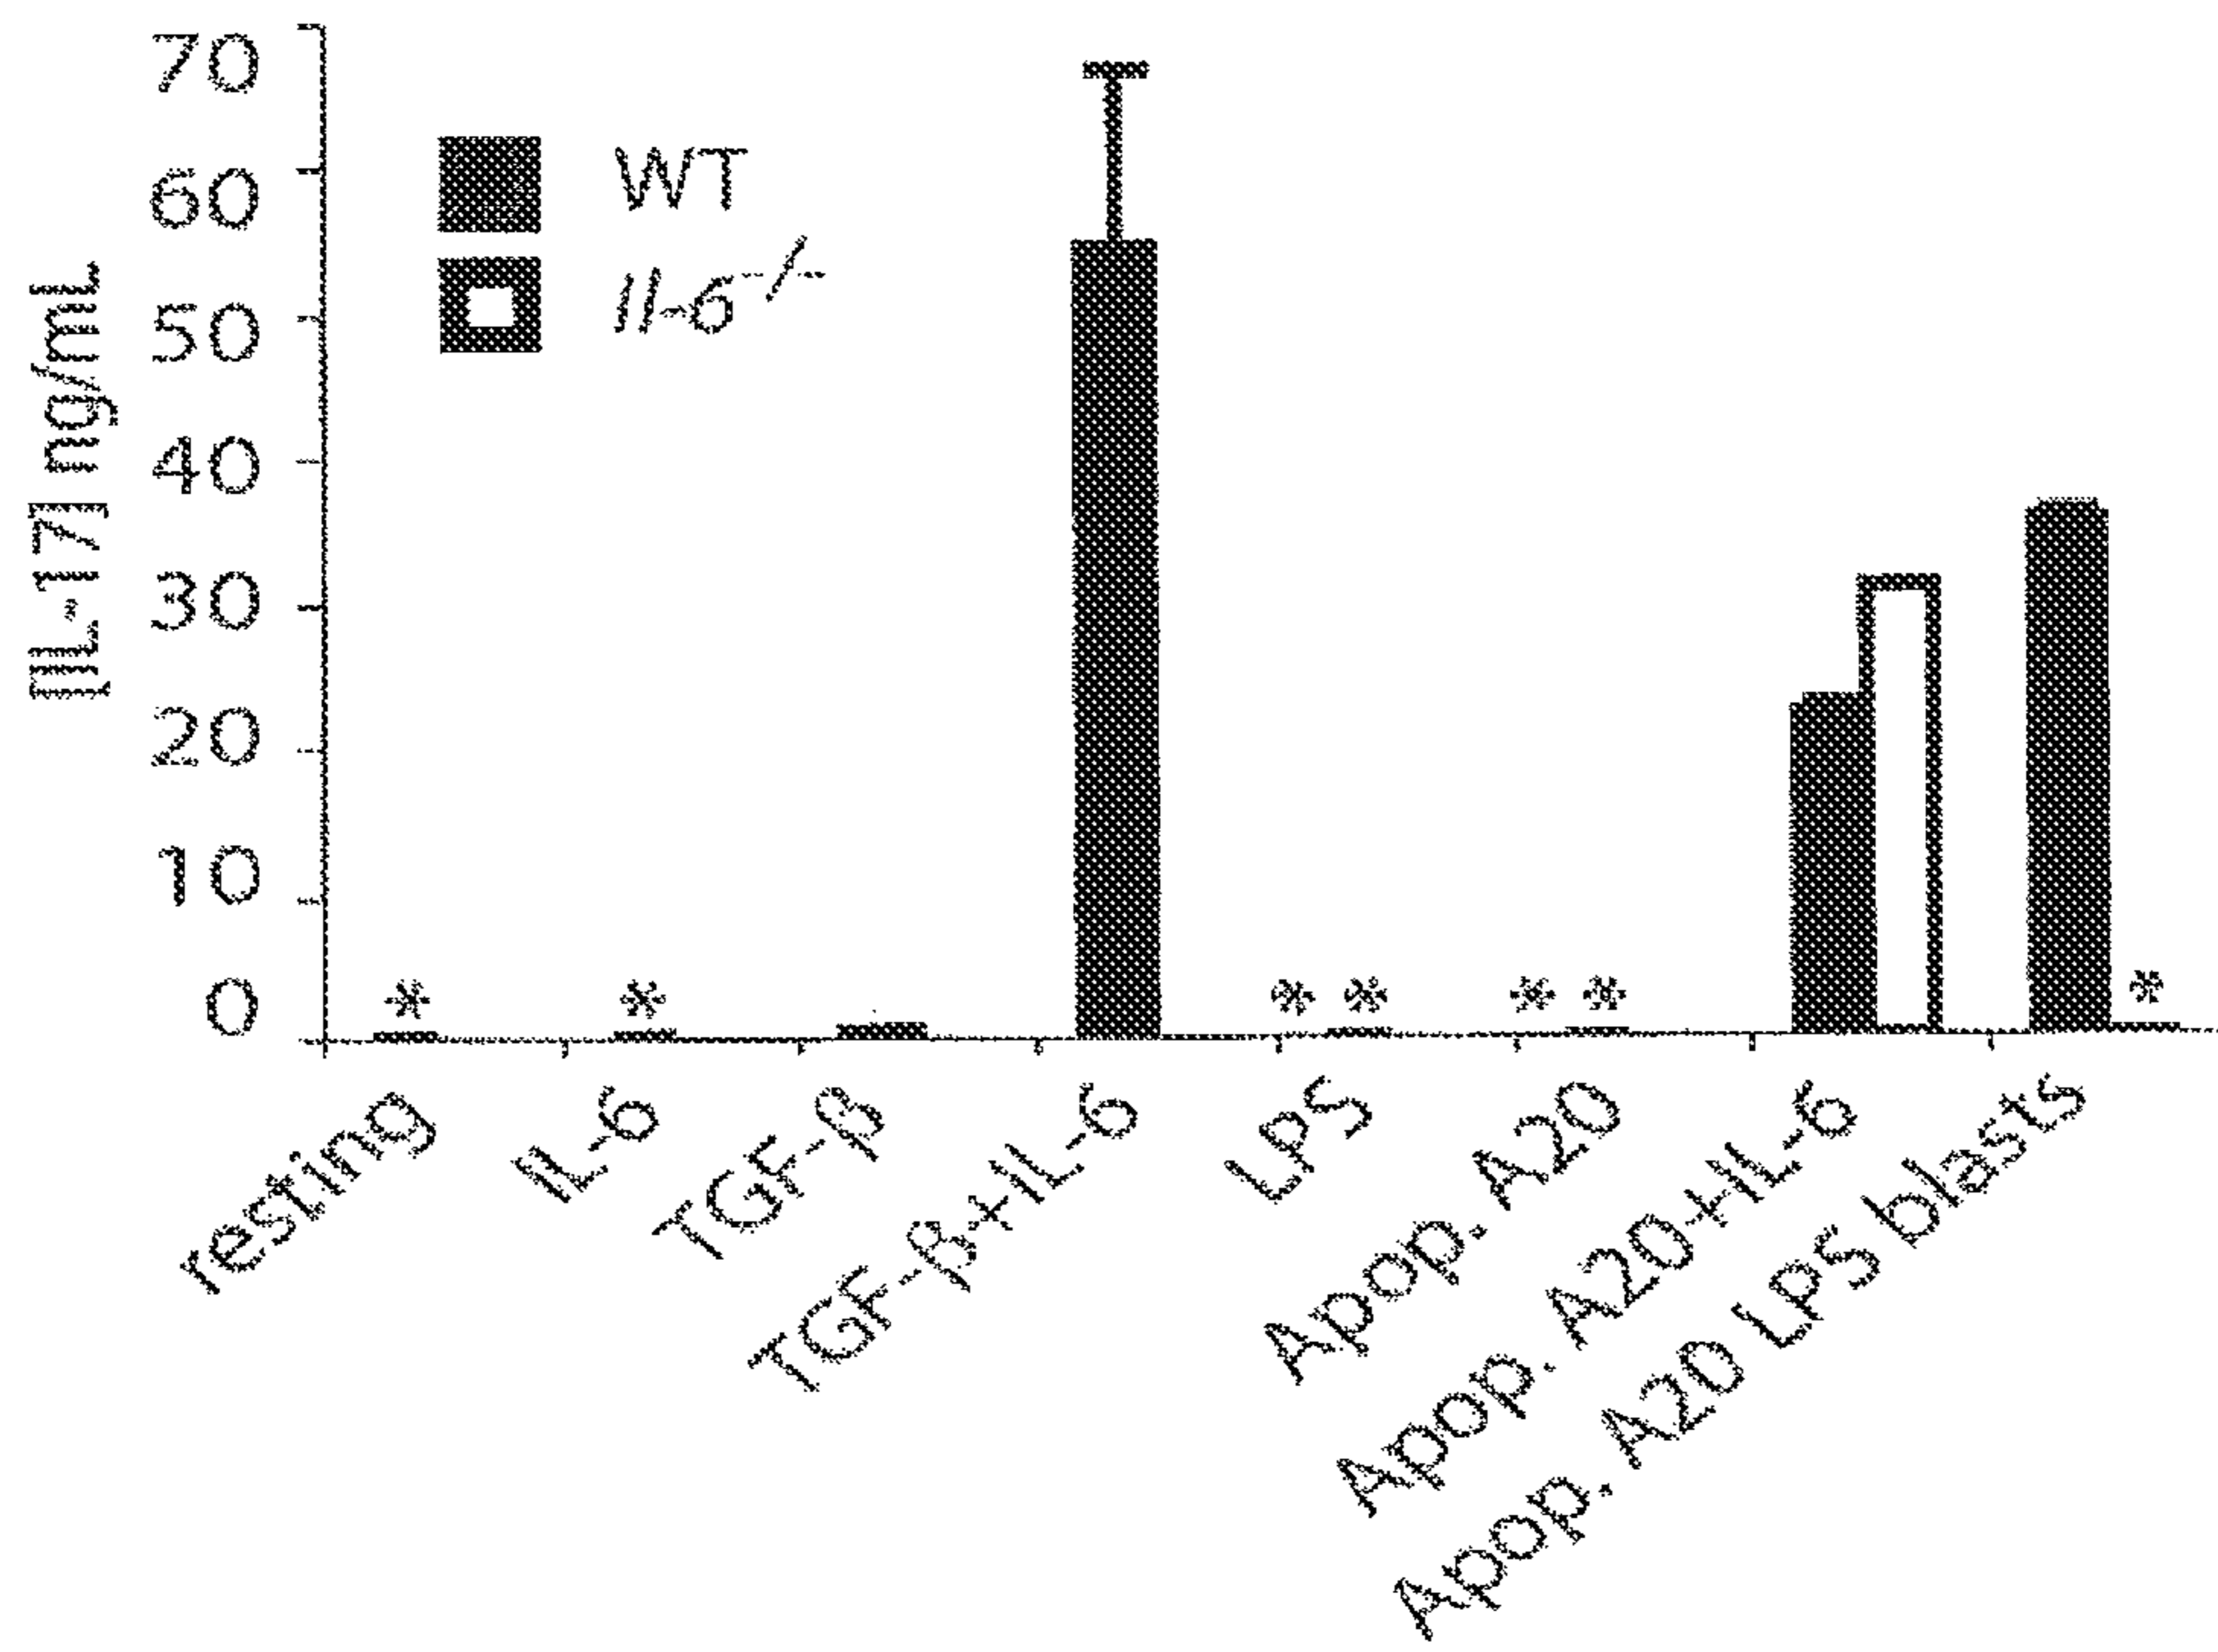 [IL-17] ng/mL
70
60
50
40
30
20
10
0
WT
Il-6⁻/⁻
* * * * * * *
resting
IL-6
TGF-β
TGF-β+IL-6
LPS
Apop. A20
Apop. A20+IL-6
Apop. A20 LPS blasts